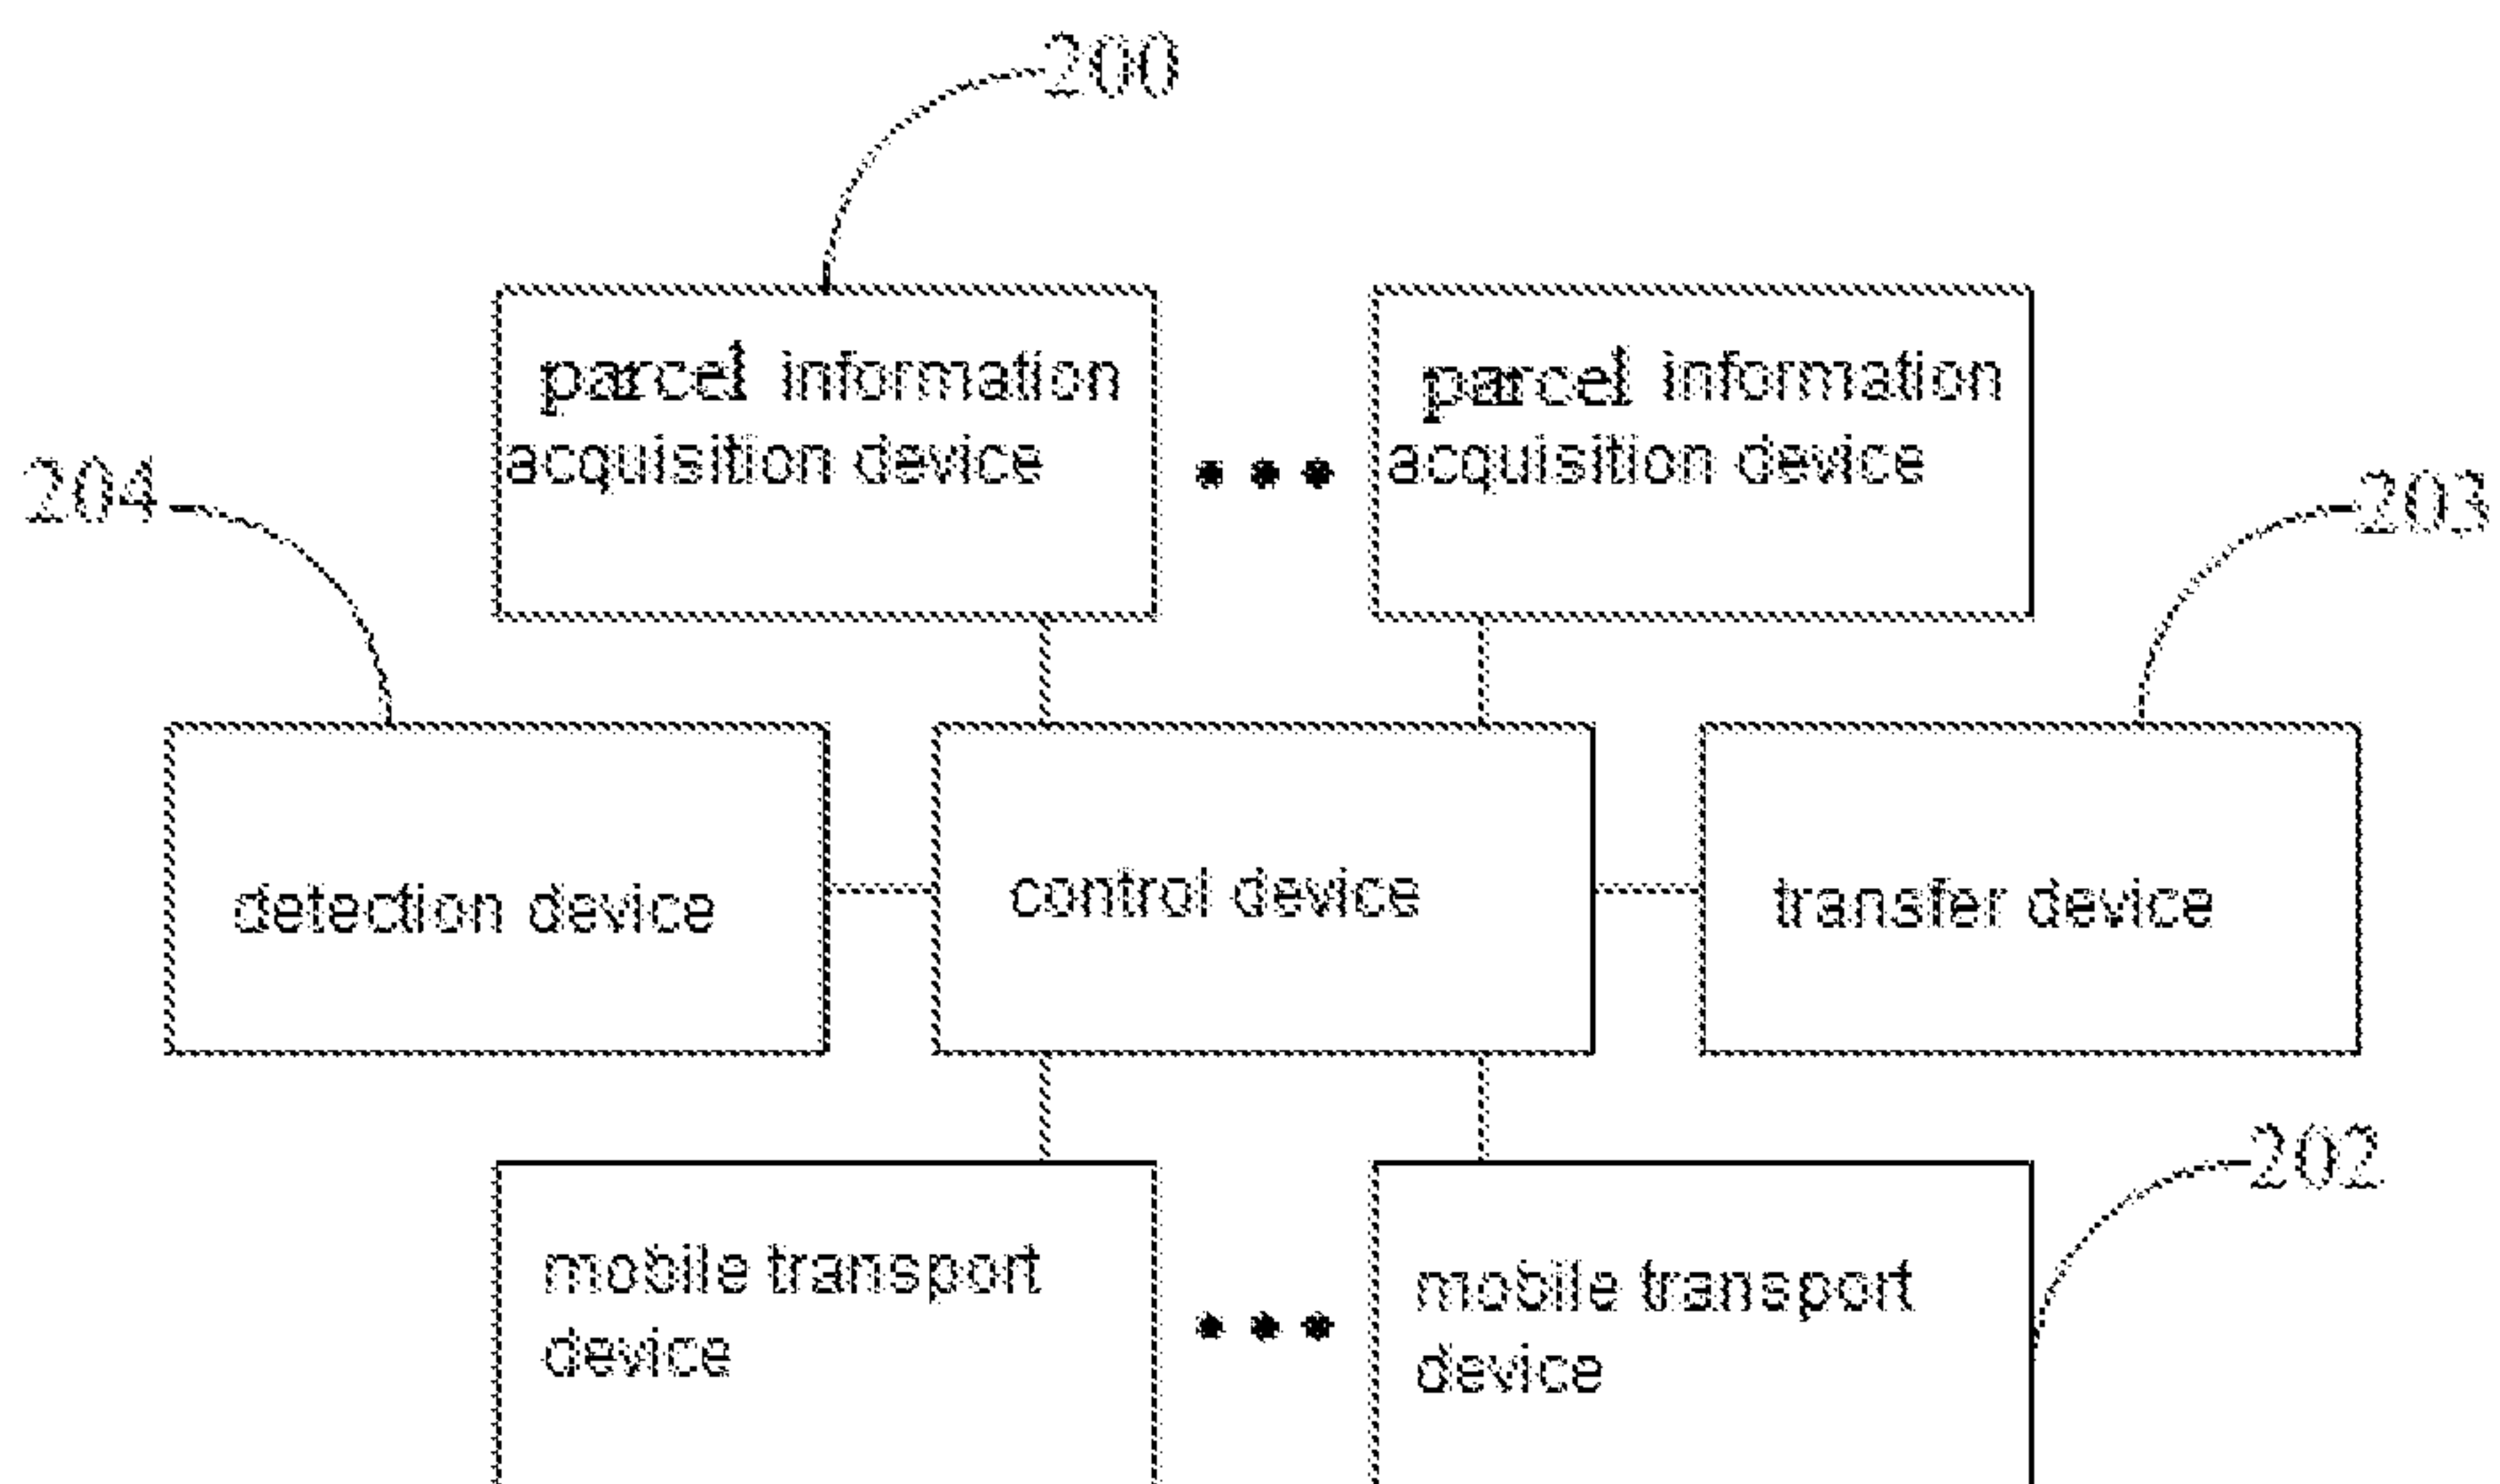 200
parcel information
acquisition device
parcel information
acquisition device
204
203
detection device
control device
transfer device
202
mobile transport
device
mobile transport
device